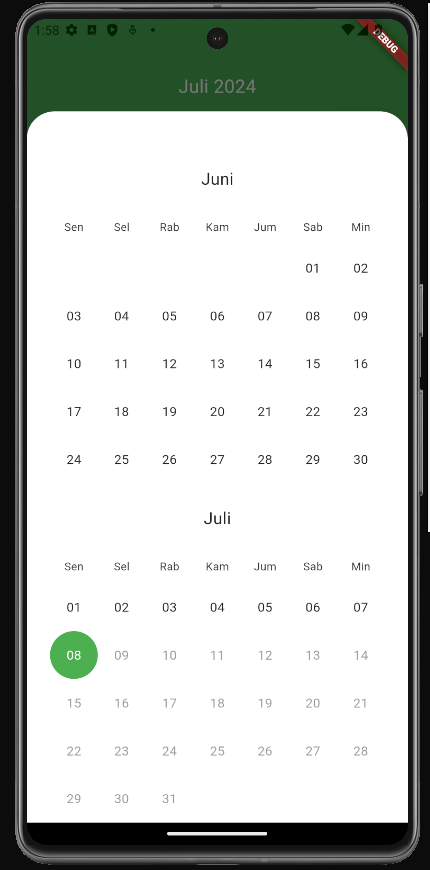 1:58
DEBUG
Juli 2024
Juni
Sen Sel Rab Kam Jum Sab Min
01 02
03 04 05 06 07 08 09
10 11 12 13 14 15 16
17 18 19 20 21 22 23
24 25 26 27 28 29 30
Juli
Sen Sel Rab Kam Jum Sab Min
01 02 03 04 05 06 07
08 09 10 11 12 13 14
15 16 17 18 19 20 21
22 23 24 25 26 27 28
29 30 31